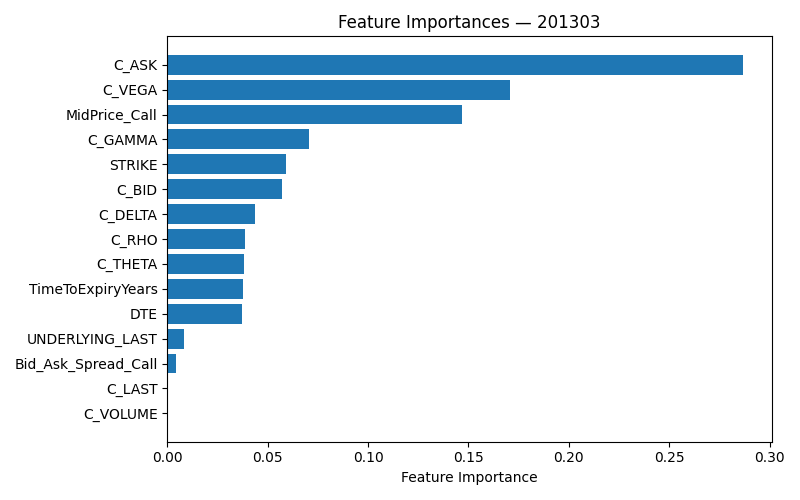 Feature Importances — 201303
C_ASK
C_VEGA
MidPrice_Call
C_GAMMA
STRIKE
C_BID
C_DELTA
C_RHO
C_THETA
TimeToExpiryYears
DTE
UNDERLYING_LAST
Bid_Ask_Spread_Call
C_LAST
C_VOLUME
0.00 0.05 0.10 0.15 0.20 0.25 0.30
Feature Importance